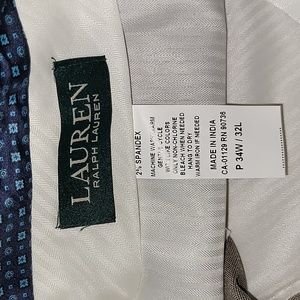 LAUREN
RALPH LAUREN
2% SPANDEX
MACHINE WASH WARM
GENTLE CYCLE
WITH LIKE COLORS
ONLY NON-CHLORINE
BLEACH WHEN NEEDED
HANG TO DRY
WARM IRON IF NEEDED
MADE IN INDIA
CA-01129 RN 90736
P 34W / 32L